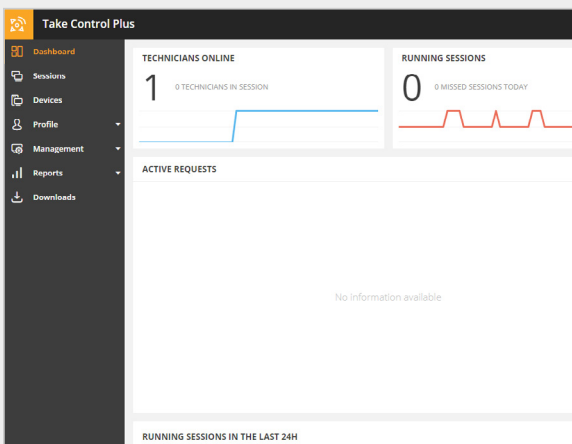 Take Control Plus
Dashboard
Sessions
Devices
Profile
Management
Reports
Downloads
TECHNICIANS ONLINE
1
0 TECHNICIANS IN SESSION
RUNNING SESSIONS
0
0 MISSED SESSIONS TODAY
ACTIVE REQUESTS
No information available
RUNNING SESSIONS IN THE LAST 24H